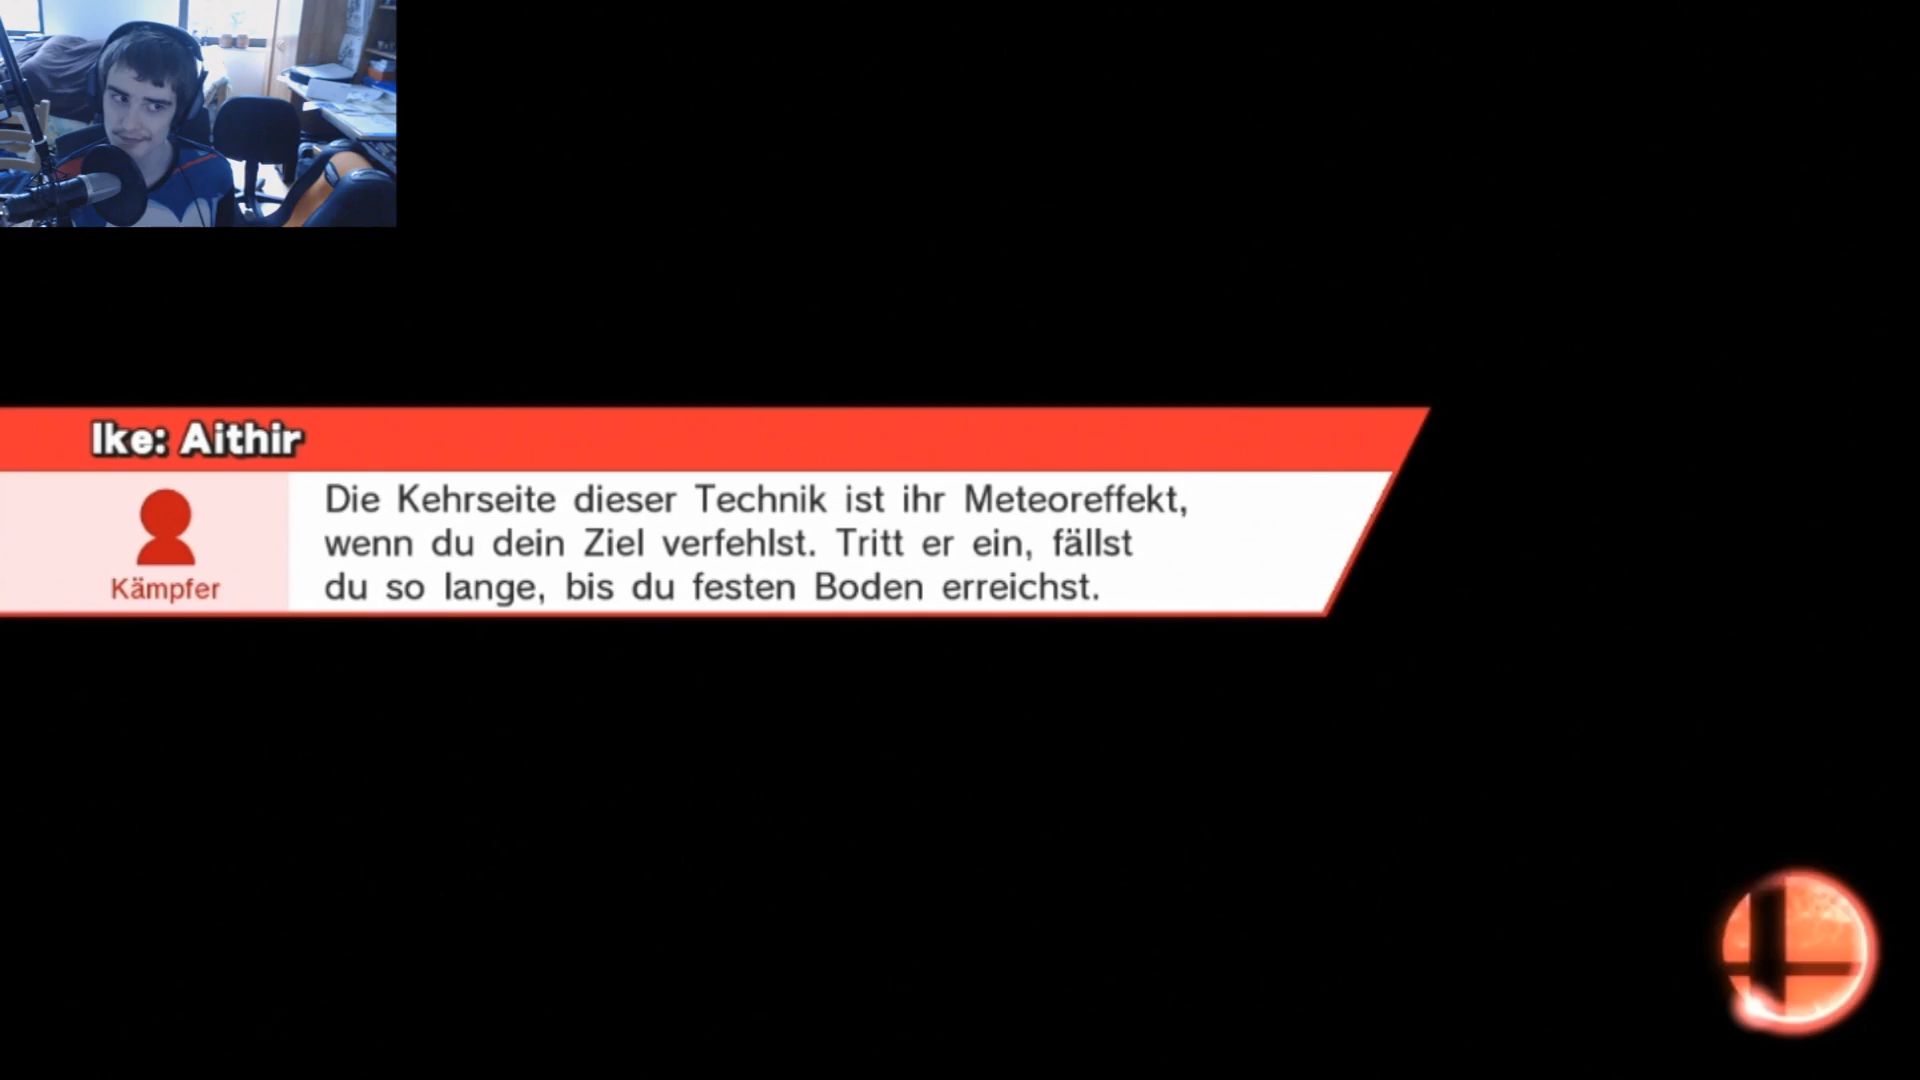 Ike: Aithir
Kämpfer
Die Kehrseite dieser Technik ist ihr Meteoreffekt,
wenn du dein Ziel verfehlst. Tritt er ein, fällst
du so lange, bis du festen Boden erreichst.